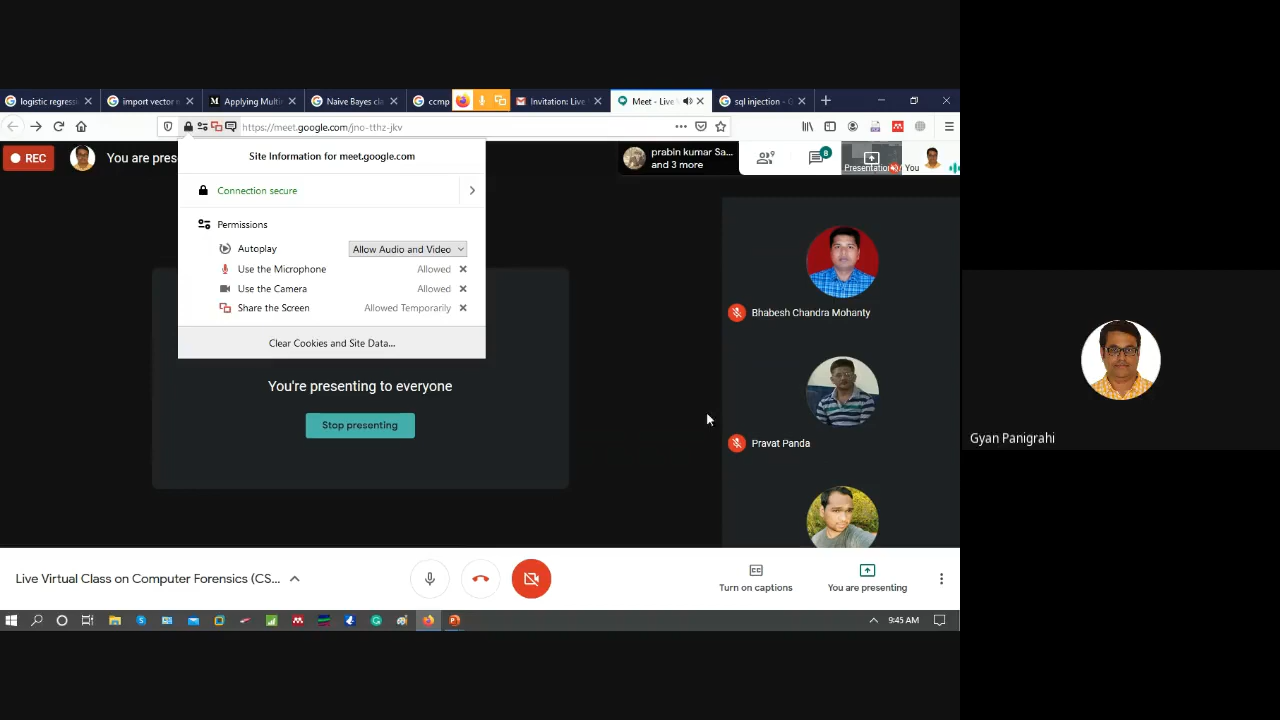 logistic regress
import vector m
Applying Multi
Naive Bayes cla
ccmp
Invitation: Live
Meet - Live
sql injection - G
https://meet.google.com/jno-tthz-jkv
REC
You are pres
Site Information for meet.google.com
Connection secure
Permissions
Autoplay
Allow Audio and Video
Use the Microphone
Allowed
Use the Camera
Allowed
Share the Screen
Allowed Temporarily
Clear Cookies and Site Data...
prabin kumar Sa...
and 3 more
8
Presentation
You
You're presenting to everyone
Stop presenting
Bhabesh Chandra Mohanty
Pravat Panda
Gyan Panigrahi
Live Virtual Class on Computer Forensics (CS...
Turn on captions
You are presenting
9:45 AM